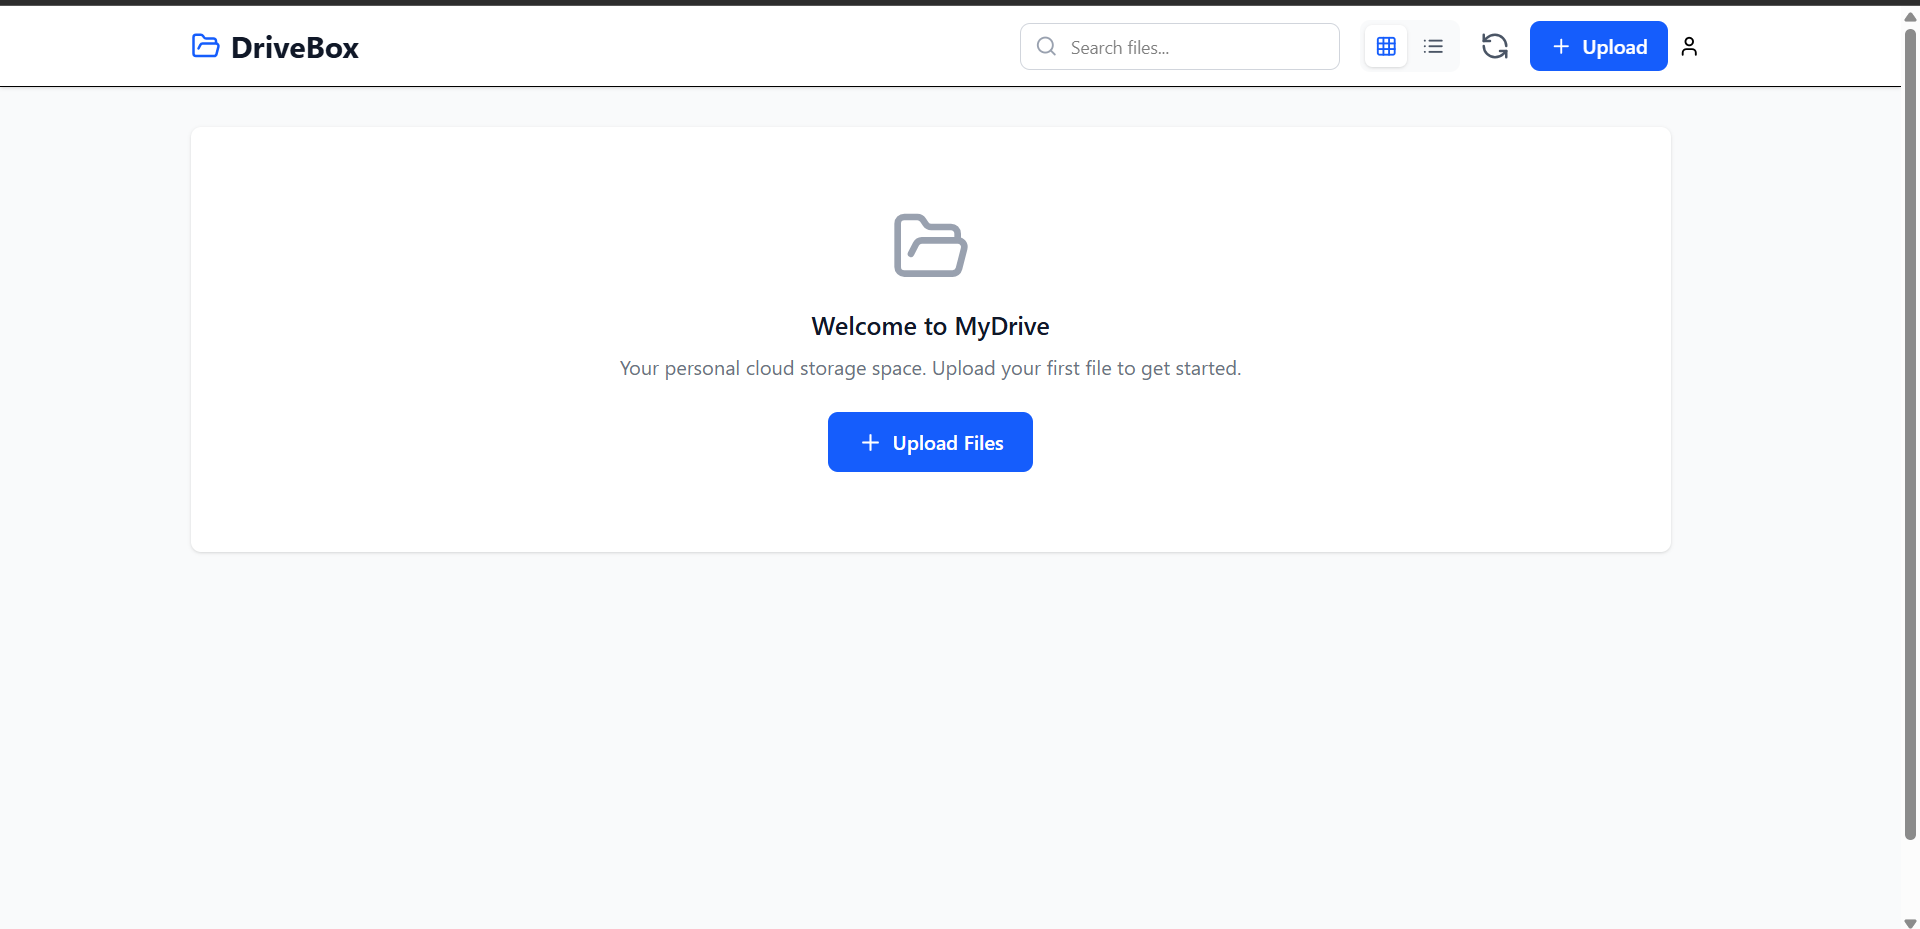 DriveBox
Search files...
Upload
Welcome to MyDrive
Your personal cloud storage space. Upload your first file to get started.
Upload Files